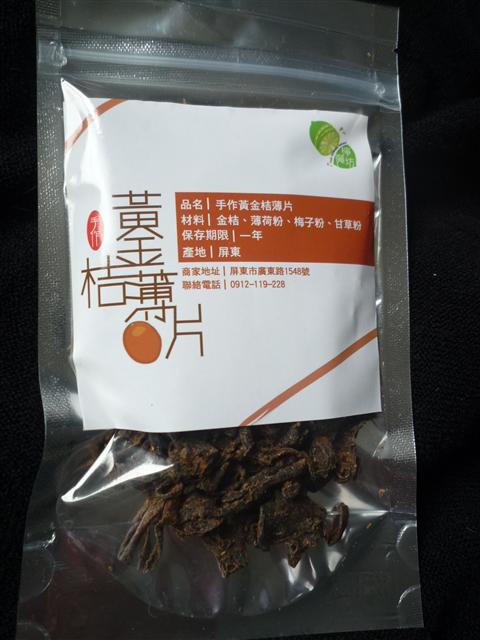 手作
黃金桔薄片
品名｜手作黃金桔薄片
材料｜金桔、薄荷粉、梅子粉、甘草粉
保存期限｜一年
產地｜屏東
商家地址｜屏東市廣東路1548號
聯絡電話｜0912-119-228